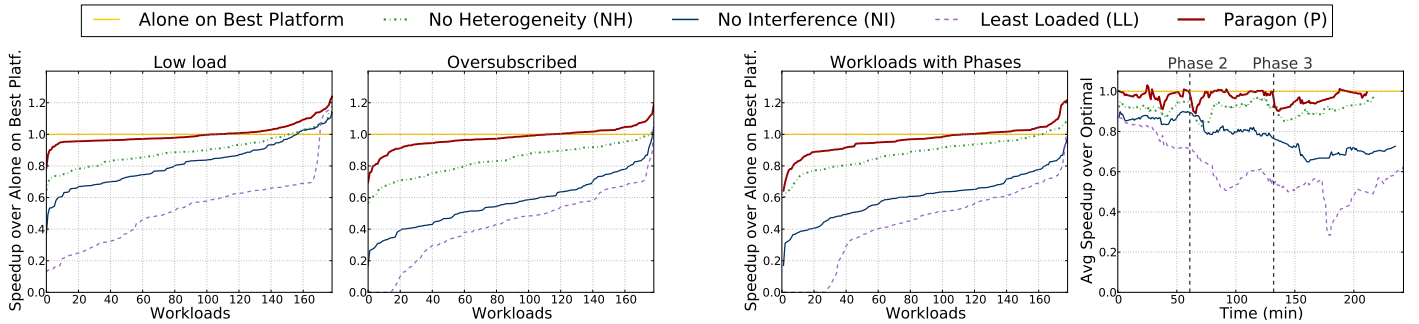 Alone on Best Platform No Heterogeneity (NH) No Interference (NI) Least Loaded (LL) Paragon (P)
Low load
Speedup over Alone on Best Platf.
1.2
1.0
0.8
0.6
0.4
0.2
0.0
0 20 40 60 80 100 120 140 160
Workloads
Oversubscribed
1.2
1.0
0.8
0.6
0.4
0.2
0.0
0 20 40 60 80 100 120 140 160
Workloads
Workloads with Phases
Speedup over Alone on Best Platf.
1.2
1.0
0.8
0.6
0.4
0.2
0.0
0 20 40 60 80 100 120 140 160
Workloads
Phase 2 Phase 3
Avg Speedup over Optimal
1.0
0.8
0.6
0.4
0.2
0.0
0 50 100 150 200
Time (min)